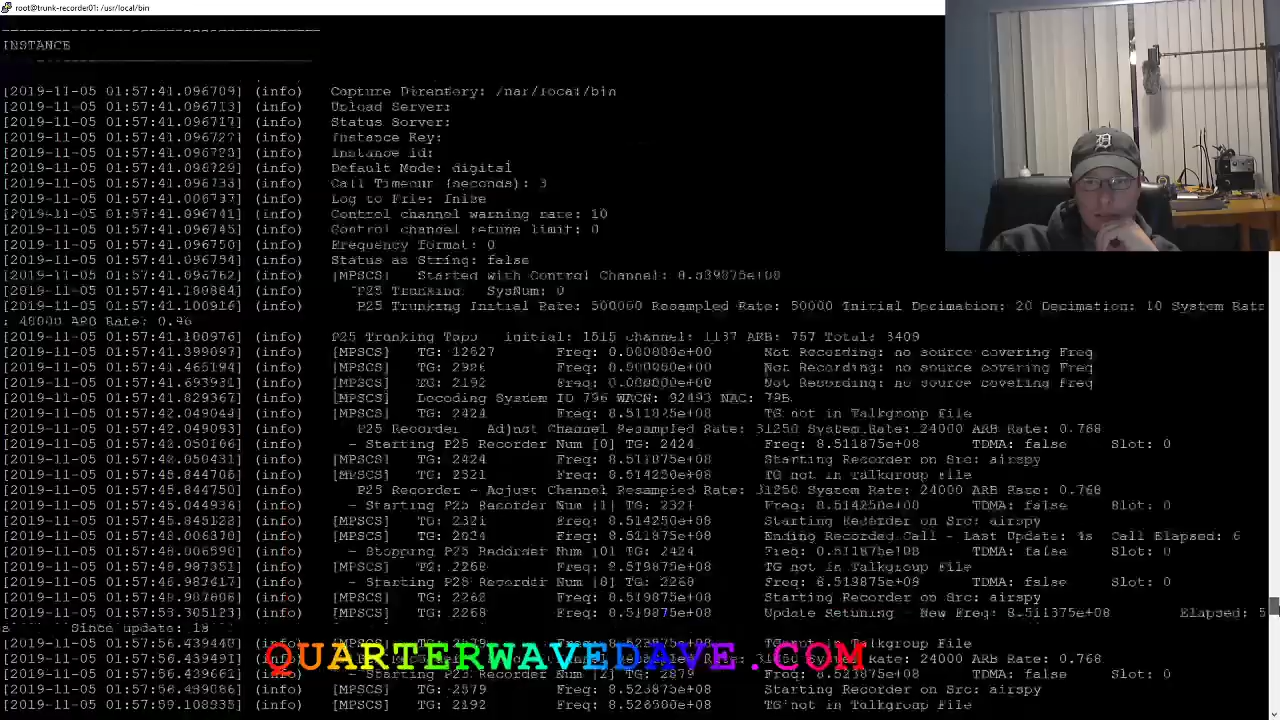 root@trunk-recorder01: /usr/local/bin
INSTANCE
[2019-11-05 01:57:41.096709] (info) Capture Directory: /usr/local/bin
[2019-11-05 01:57:41.096713] (info) Upload Server:
[2019-11-05 01:57:41.096717] (info) Status Server:
[2019-11-05 01:57:41.096727] (info) Instance Key:
[2019-11-05 01:57:41.096728] (info) Instance id:
[2019-11-05 01:57:41.096729] (info) Default Mode: digital
[2019-11-05 01:57:41.096733] (info) Call Timeout (seconds): 3
[2019-11-05 01:57:41.096737] (info) Log to File: false
[2019-11-05 01:57:41.096741] (info) Control channel warning rate: 10
[2019-11-05 01:57:41.096745] (info) Control channel retune limit: 0
[2019-11-05 01:57:41.096750] (info) Frequency format: 0
[2019-11-05 01:57:41.096754] (info) Status as String: false
[2019-11-05 01:57:41.096762] (info) [MPSCS] Started with Control Channel: 8.539875e+08
[2019-11-05 01:57:41.100884] (info) P25 Trunking SysNum: 0
[2019-11-05 01:57:41.100916] (info) P25 Trunking Initial Rate: 500000 Resampled Rate: 50000 Initial Decimation: 20 Decimation: 10 System Rate
: 48000 ARB Rate: 0.96
[2019-11-05 01:57:41.100976] (info) P25 Trunking Taps initial: 1515 channel: 1137 ARB: 757 Total: 3409
[2019-11-05 01:57:41.399097] (info) [MPSCS] TG: 12627 Freq: 0.000000e+00 Not Recording: no source covering Freq
[2019-11-05 01:57:41.465194] (info) [MPSCS] TG: 2986 Freq: 0.000000e+00 Not Recording: no source covering Freq
[2019-11-05 01:57:41.693931] (info) [MPSCS] TG: 2192 Freq: 0.000000e+00 Not Recording: no source covering Freq
[2019-11-05 01:57:41.829367] (info) [MPSCS] Decoding System ID 796 WACN: 92493 NAC: 79B
[2019-11-05 01:57:42.049048] (info) [MPSCS] TG: 2424 Freq: 8.511875e+08 TG not in Talkgroup File
[2019-11-05 01:57:42.049093] (info) P25 Recorder - Adjust Channel Resampled Rate: 31250 System Rate: 24000 ARB Rate: 0.768
[2019-11-05 01:57:42.050106] (info) - Starting P25 Recorder Num [0] TG: 2424 Freq: 8.511875e+08 TDMA: false Slot: 0
[2019-11-05 01:57:42.050431] (info) [MPSCS] TG: 2424 Freq: 8.511875e+08 Starting Recorder on Src: airspy
[2019-11-05 01:57:45.844706] (info) [MPSCS] TG: 2321 Freq: 8.514250e+08 TG not in Talkgroup File
[2019-11-05 01:57:45.844750] (info) P25 Recorder - Adjust Channel Resampled Rate: 31250 System Rate: 24000 ARB Rate: 0.768
[2019-11-05 01:57:45.844936] (info) - Starting P25 Recorder Num [1] TG: 2321 Freq: 8.514250e+08 TDMA: false Slot: 0
[2019-11-05 01:57:45.845122] (info) [MPSCS] TG: 2321 Freq: 8.514250e+08 Starting Recorder on Src: airspy
[2019-11-05 01:57:48.006370] (info) [MPSCS] TG: 2424 Freq: 8.511875e+08 Ending Recorded Call - Last Update: 4s Call Elapsed: 6
[2019-11-05 01:57:48.006590] (info) - Stopping P25 Recorder Num [0] TG: 2424 Freq: 8.511875e+08 TDMA: false Slot: 0
[2019-11-05 01:57:48.987351] (info) [MPSCS] TG: 2268 Freq: 8.519875e+08 TG not in Talkgroup File
[2019-11-05 01:57:48.987617] (info) - Starting P25 Recorder Num [0] TG: 2268 Freq: 8.519875e+08 TDMA: false Slot: 0
[2019-11-05 01:57:48.987806] (info) [MPSCS] TG: 2268 Freq: 8.519875e+08 Starting Recorder on Src: airspy
[2019-11-05 01:57:53.305123] (info) [MPSCS] TG: 2268 Freq: 8.519875e+08 Update Retuning - New Freq: 8.511375e+08 Elapsed: 5
s Since update: 1s
[2019-11-05 01:57:56.439440] (info) TG: 2879 Freq: 8.523875e+08 TG not in Talkgroup File
[2019-11-05 01:57:56.439491] (info) Rate: 31250 System Rate: 24000 ARB Rate: 0.768
[2019-11-05 01:57:56.439661] (info) - Starting P25 Recorder Num [2] TG: 2879 Freq: 8.523875e+08 TDMA: false Slot: 0
[2019-11-05 01:57:56.439866] (info) [MPSCS] TG: 2879 Freq: 8.523875e+08 Starting Recorder on Src: airspy
[2019-11-05 01:57:59.108935] (info) [MPSCS] TG: 2192 Freq: 8.526500e+08 TG not in Talkgroup File
QUARTERWAVEDAVE.COM
D